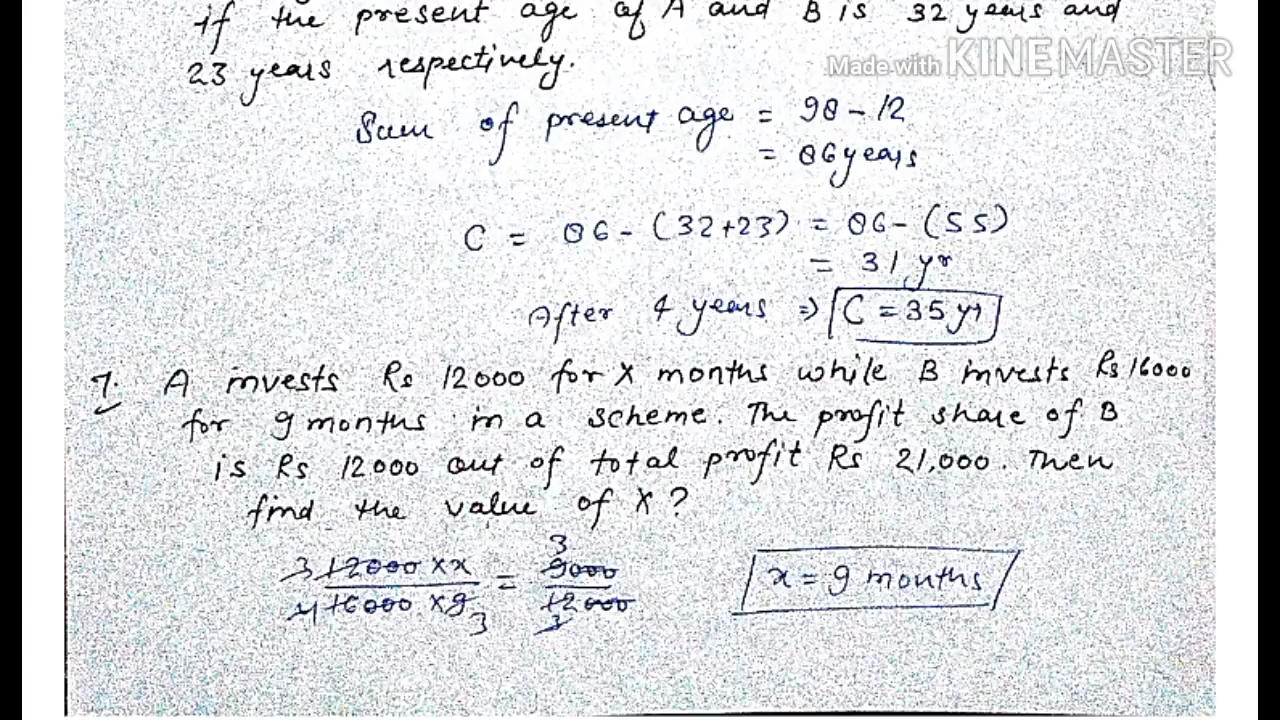 if the present age of A and B is 32 years and
23 years respectively.
Made with KINEMASTER
Sum of present age = 98 - 12
= 86 years
C = 86 - (32+23) = 86 - (55)
= 31 yr
After 4 years ⇒ C = 35 yr
7. A invests Rs 12000 for X months while B invests Rs 16000
for 9 months in a scheme. The profit share of B
is Rs 12000 out of total profit Rs 21,000. Then
find the value of X?
3 12000 × x / 4 16000 × 9 3 = 3 9000 / 12000 3
x = 9 months